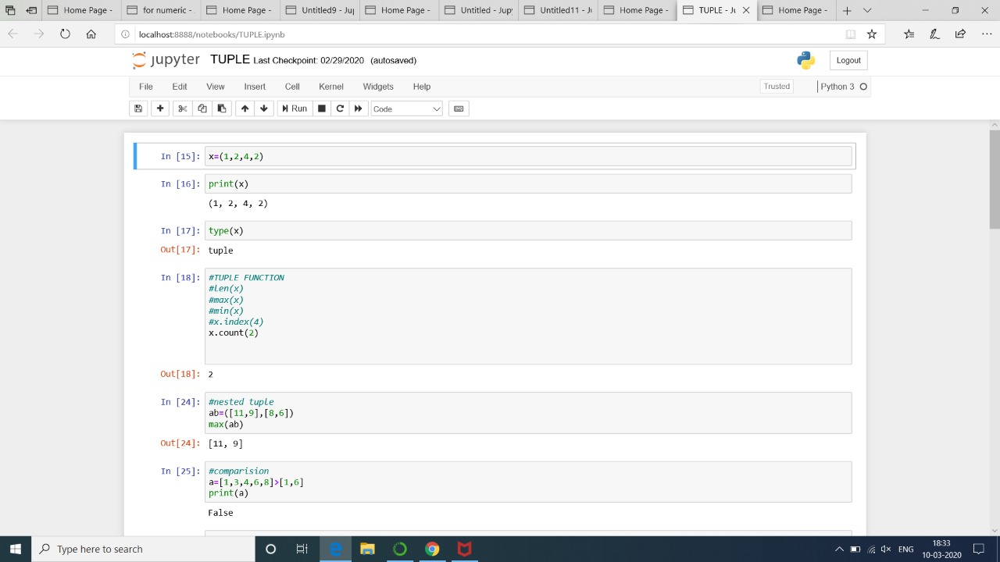 Home Page -
for numeric -
Home Page -
Untitled9 - Jup
Home Page -
Untitled - Jup
Untitled11 - J
Home Page -
TUPLE - Ju
Home Page -
localhost:8888/notebooks/TUPLE.ipynb
jupyter TUPLE Last Checkpoint: 02/29/2020 (autosaved)
Logout
File Edit View Insert Cell Kernel Widgets Help
Trusted
Python 3
Run
Code
In [15]: x=(1,2,4,2)
In [16]: print(x)
(1, 2, 4, 2)
In [17]: type(x)
Out[17]: tuple
In [18]: #TUPLE FUNCTION
#len(x)
#max(x)
#min(x)
#x.index(4)
x.count(2)
Out[18]: 2
In [24]: #nested tuple
ab=([11,9],[8,6])
max(ab)
Out[24]: [11, 9]
In [25]: #comparision
a=[1,3,4,6,8]>[1,6]
print(a)
False
Type here to search
ENG
18:33
10-03-2020